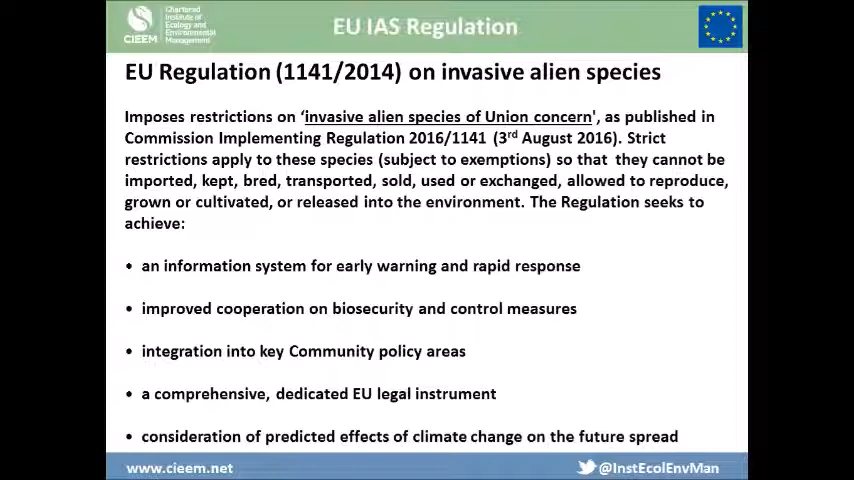 CIEEM
Chartered
Institute of
Ecology and
Environmental
Management
EU IAS Regulation
EU Regulation (1141/2014) on invasive alien species
Imposes restrictions on ‘invasive alien species of Union concern', as published in
Commission Implementing Regulation 2016/1141 (3rd August 2016). Strict
restrictions apply to these species (subject to exemptions) so that they cannot be
imported, kept, bred, transported, sold, used or exchanged, allowed to reproduce,
grown or cultivated, or released into the environment. The Regulation seeks to
achieve:
• an information system for early warning and rapid response
• improved cooperation on biosecurity and control measures
• integration into key Community policy areas
• a comprehensive, dedicated EU legal instrument
• consideration of predicted effects of climate change on the future spread
www.cieem.net
@InstEcolEnvMan